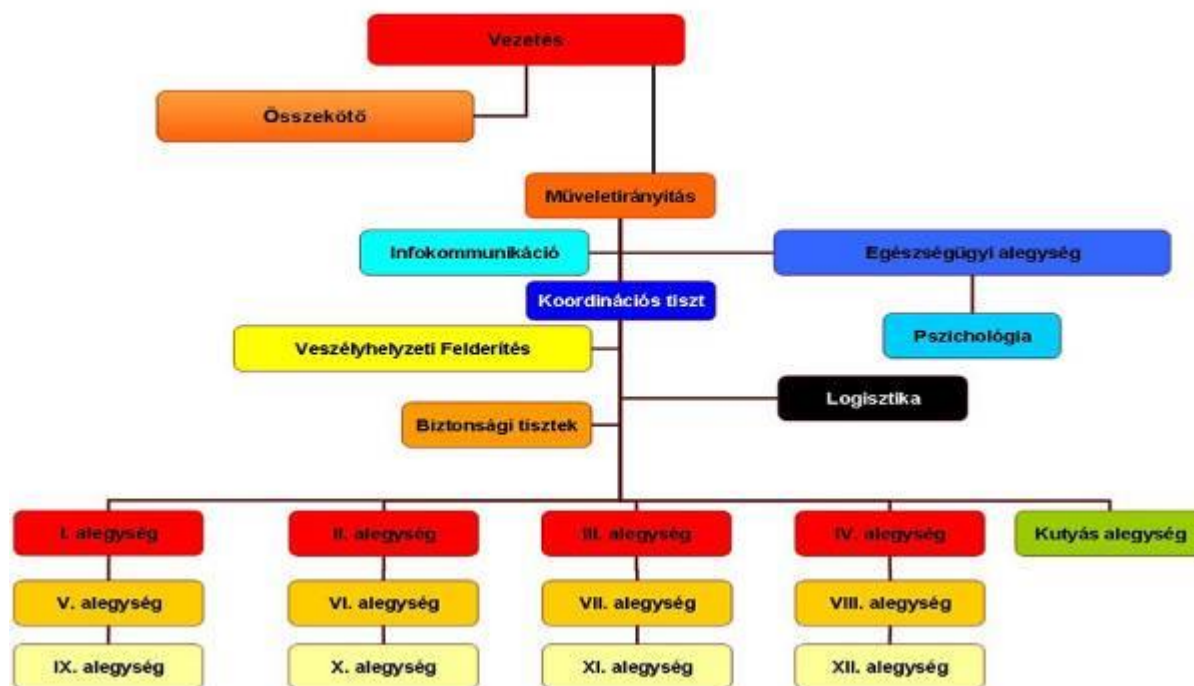 Vezetés
Összekötő
Műveletirányítás
Infokommunikáció
Egészségügyi alegység
Koordinációs tiszt
Pszichológia
Veszélyhelyzeti Felderítés
Logisztika
Biztonsági tisztek
I. alegység
II. alegység
III. alegység
IV. alegység
Kutyás alegység
V. alegység
VI. alegység
VII. alegység
VIII. alegység
IX. alegység
X. alegység
XI. alegység
XII. alegység